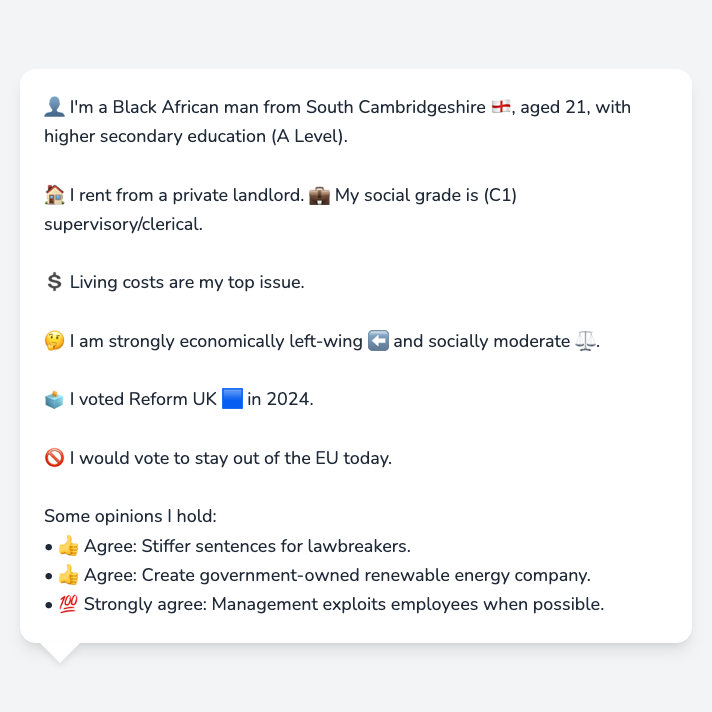 👤 I'm a Black African man from South Cambridgeshire 🏴󠁧󠁢󠁥󠁮󠁧󠁿, aged 21, with
higher secondary education (A Level).
🏠 I rent from a private landlord. 💼 My social grade is (C1)
supervisory/clerical.
💲 Living costs are my top issue.
🤔 I am strongly economically left-wing ⬅️ and socially moderate ⚖️.
🗳️ I voted Reform UK 🟦 in 2024.
🚫 I would vote to stay out of the EU today.
Some opinions I hold:
• 👍 Agree: Stiffer sentences for lawbreakers.
• 👍 Agree: Create government-owned renewable energy company.
• 💯 Strongly agree: Management exploits employees when possible.